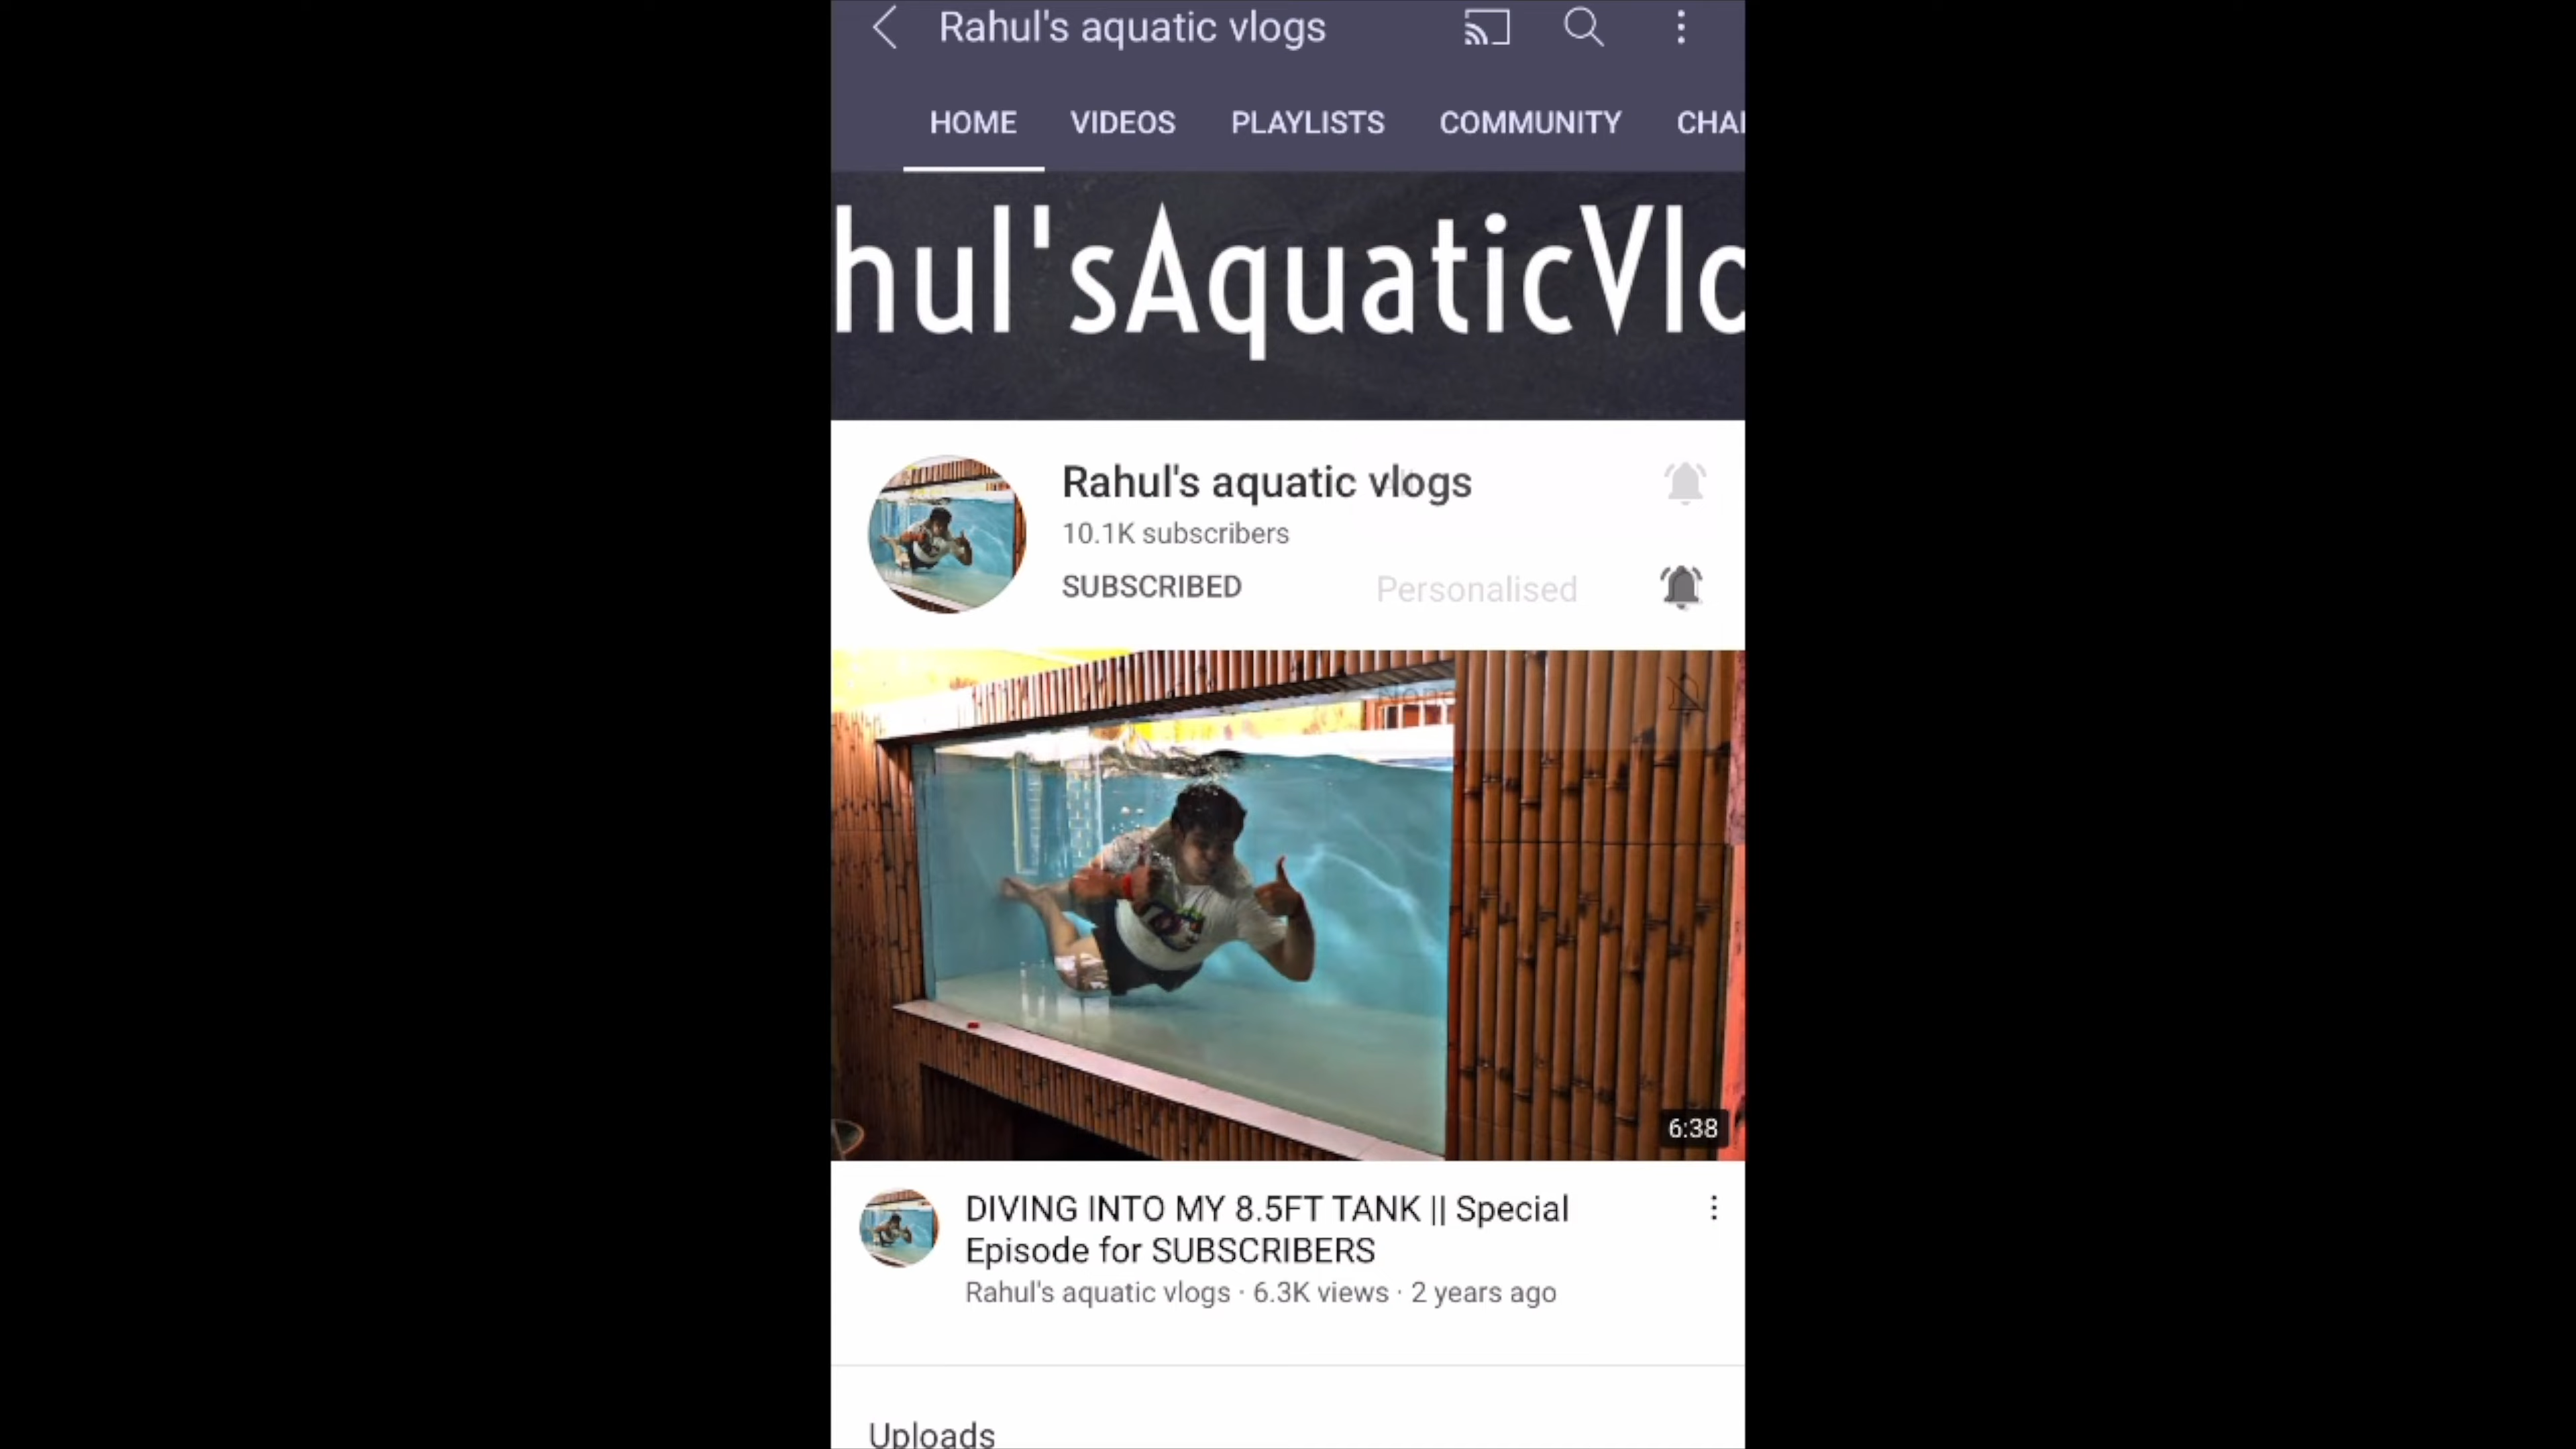 Rahul's aquatic vlogs
HOME VIDEOS PLAYLISTS COMMUNITY CHA
hul'sAquaticVlo
Rahul's aquatic vlogs
10.1K subscribers
SUBSCRIBED
Personalised
None
6:38
DIVING INTO MY 8.5FT TANK || Special
Episode for SUBSCRIBERS
Rahul's aquatic vlogs · 6.3K views · 2 years ago
Uploads